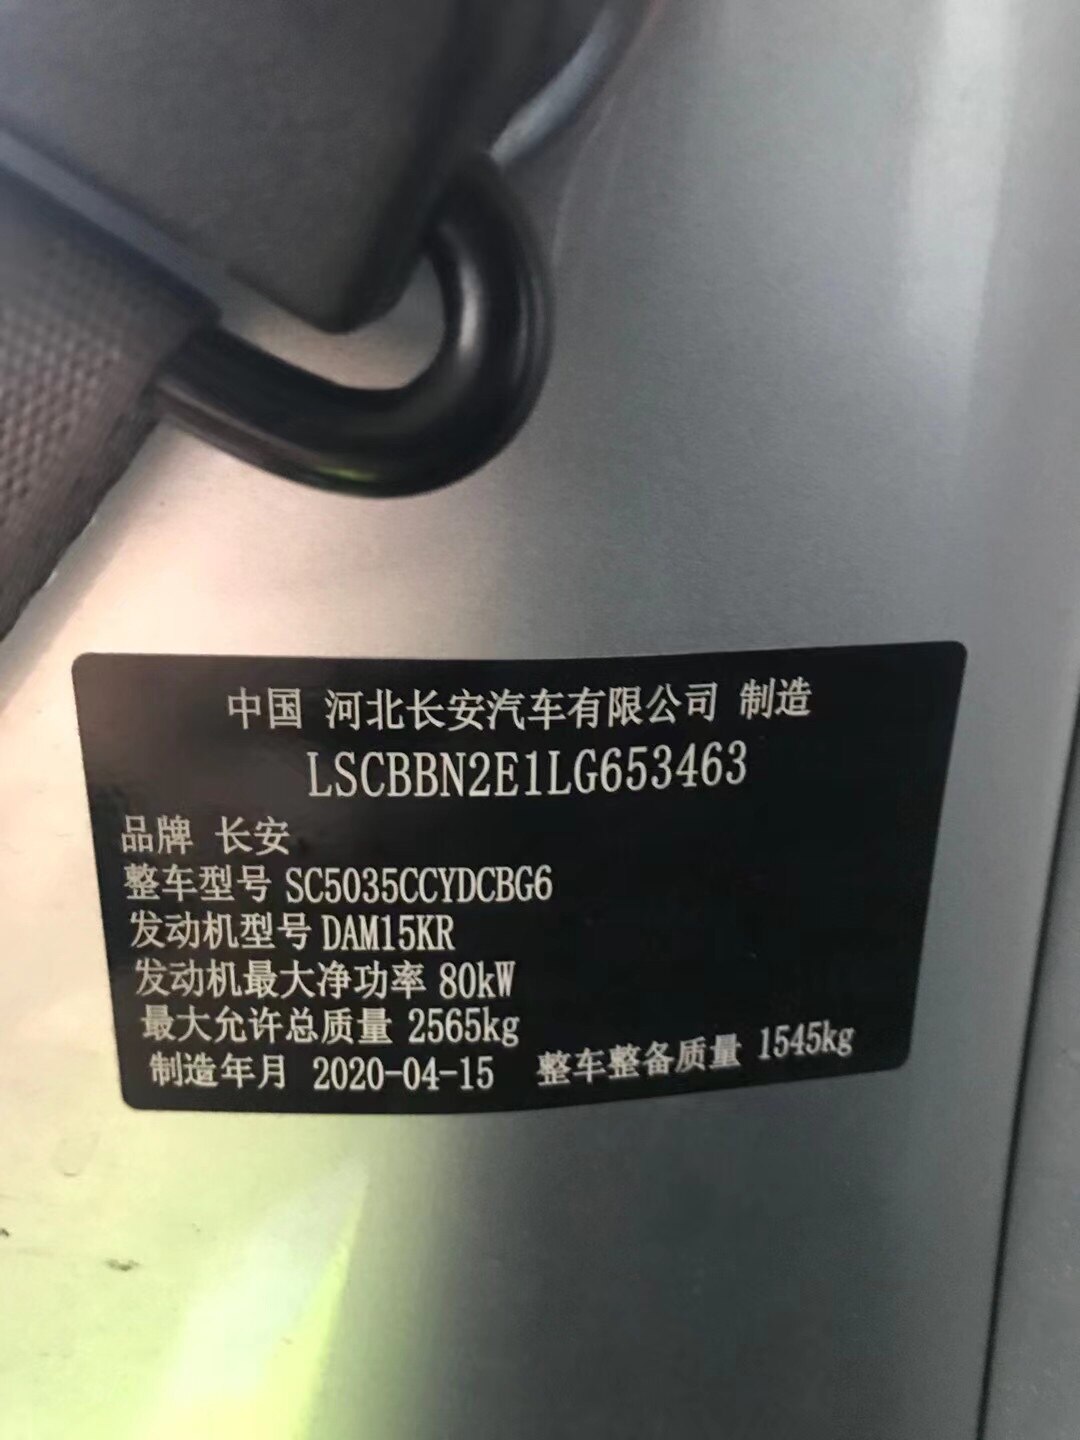 中国 河北长安汽车有限公司 制造
LSCBBN2E1LG653463
品牌 长安
整车型号 SC5035CCYDCBG6
发动机型号 DAM15KR
发动机最大净功率 80kW
最大允许总质量 2565kg
制造年月 2020-04-15 整车整备质量 1545kg